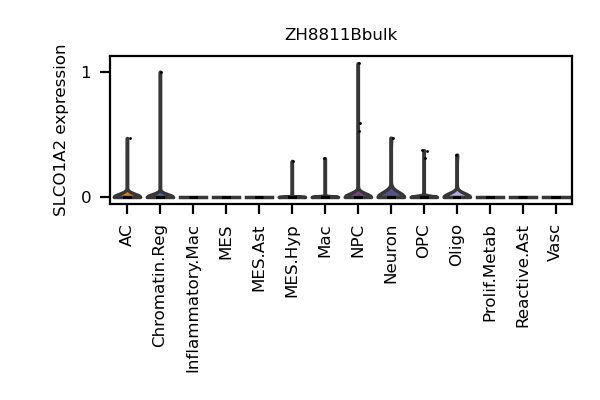 ZH8811Bbulk
SLCO1A2 expression
1
0
AC
Chromatin.Reg
Inflammatory.Mac
MES
MES.Ast
MES.Hyp
Mac
NPC
Neuron
OPC
Oligo
Prolif.Metab
Reactive.Ast
Vasc